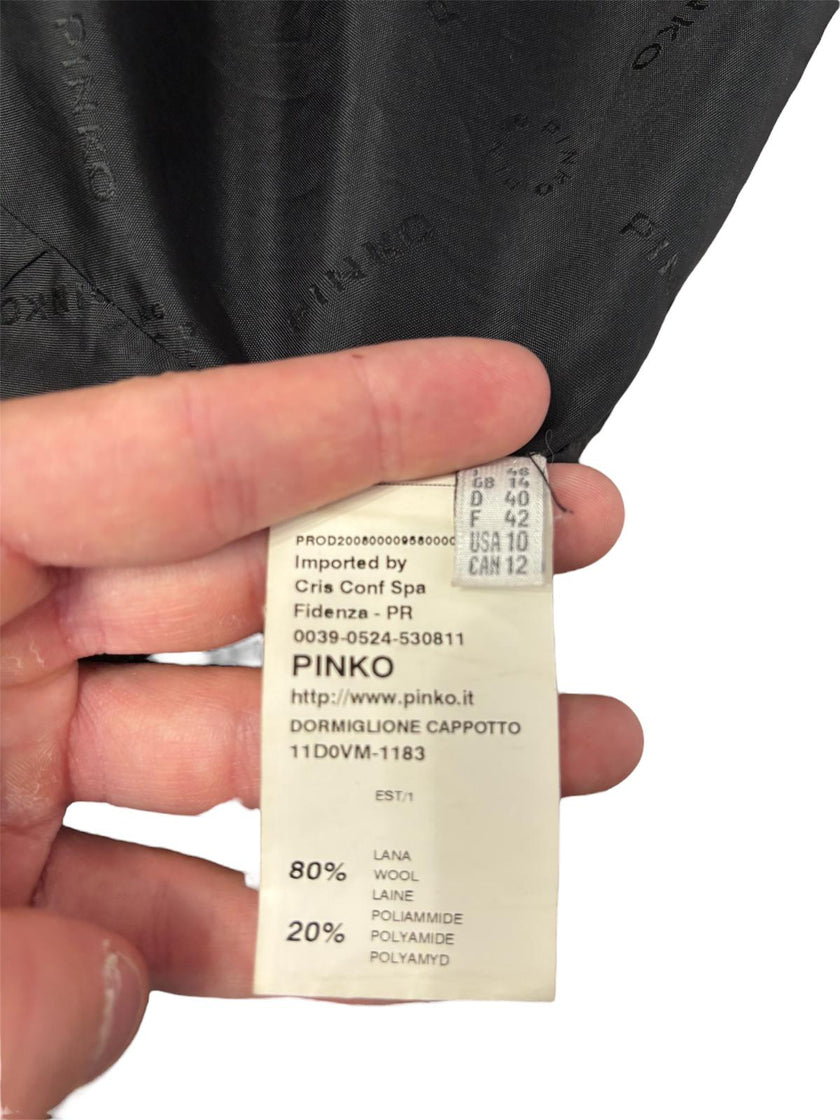 PINKO
PINKO
PINKO
PINKO
PINKO
GB 14
D 40
F 42
USA 10
CAN 12
Imported by
Cris Conf Spa
Fidenza - PR
0039-0524-530811
PINKO
http://www.pinko.it
DORMIGLIONE CAPPOTTO
11D0VM-1183
EST/1
80%
LANA
WOOL
LAINE
20%
POLIAMMIDE
POLYAMIDE
POLYAMYD